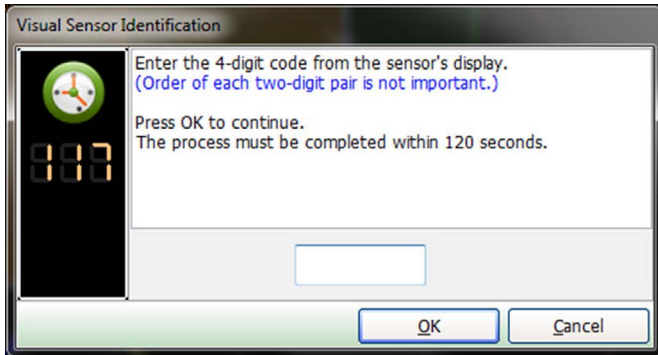 Visual Sensor Identification
Enter the 4-digit code from the sensor's display.
(Order of each two-digit pair is not important.)
Press OK to continue.
The process must be completed within 120 seconds.
117
OK
Cancel